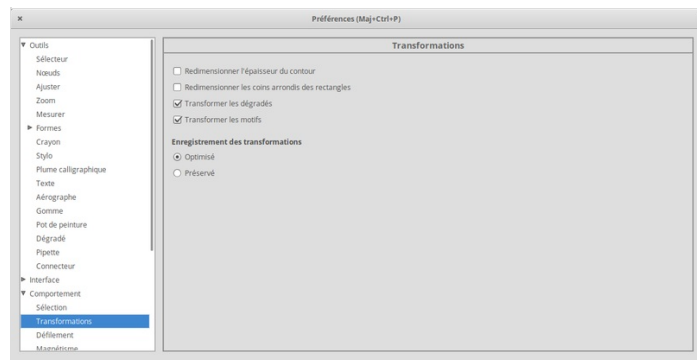 Préférences (Maj+Ctrl+P)
Outils
Sélecteur
Nœuds
Ajuster
Zoom
Mesurer
Formes
Crayon
Stylo
Plume calligraphique
Texte
Aérographe
Gomme
Pot de peinture
Dégradé
Pipette
Connecteur
Interface
Comportement
Sélection
Transformations
Défilement
Magnétisme
Transformations
Redimensionner l'épaisseur du contour
Redimensionner les coins arrondis des rectangles
Transformer les dégradés
Transformer les motifs
Enregistrement des transformations
Optimisé
Préservé